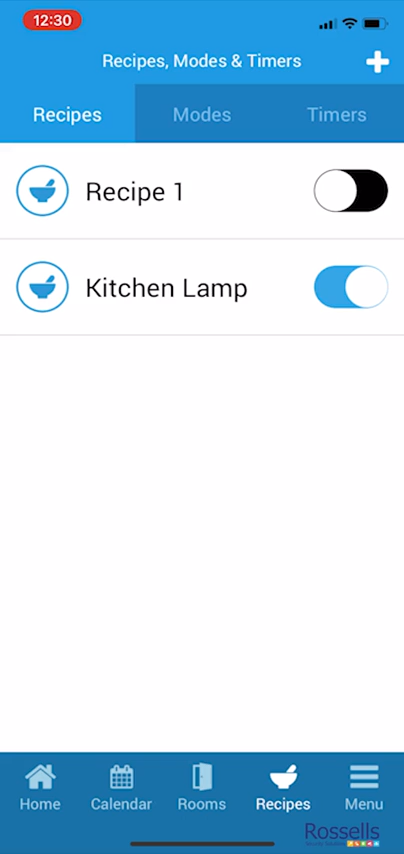 12:30
Recipes, Modes & Timers
Recipes Modes Timers
Recipe 1
Kitchen Lamp
Home Calendar Rooms Recipes Menu
Rossells